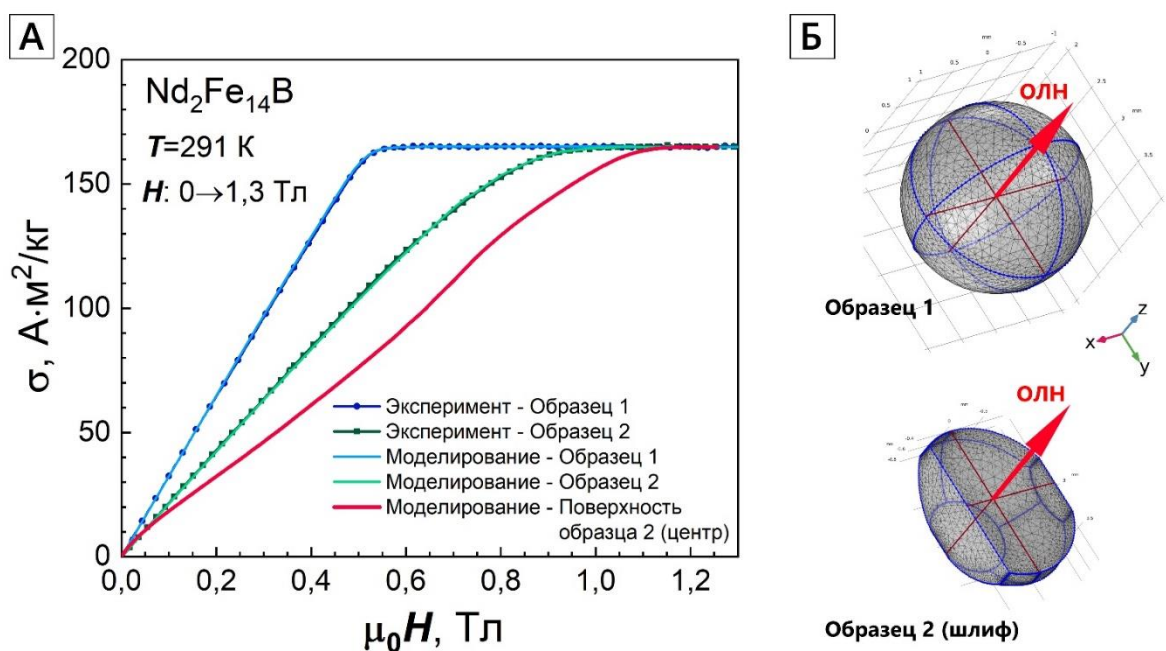 А
200
150
100
50
0
σ, А·м²/кг
Nd₂Fe₁₄B
T=291 К
H: 0→1,3 Тл
Эксперимент - Образец 1
Эксперимент - Образец 2
Моделирование - Образец 1
Моделирование - Образец 2
Моделирование - Поверхность
образца 2 (центр)
0,0 0,2 0,4 0,6 0,8 1,0 1,2
μ₀H, Тл
Б
ОЛН
Образец 1
x y z
ОЛН
Образец 2 (шлиф)